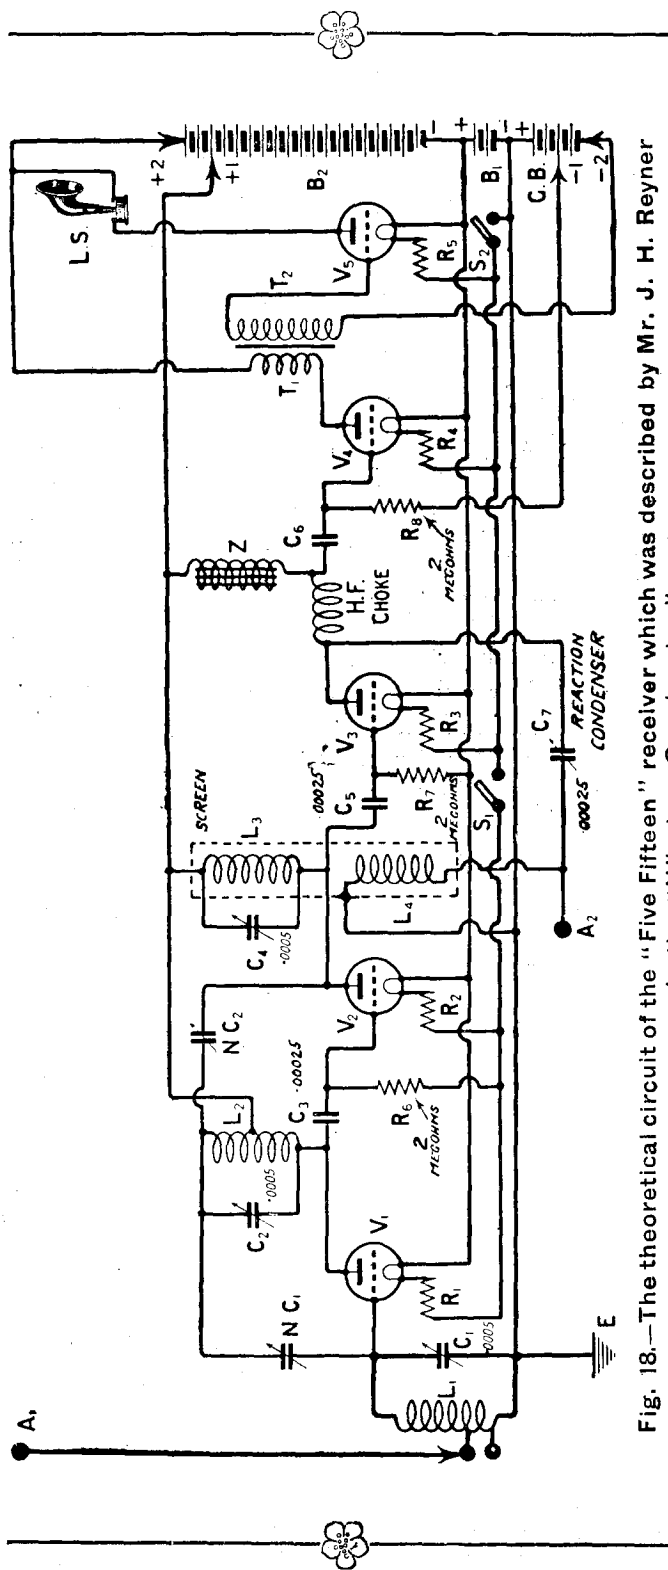 A₁
L₁
C₁
·0005
E
N C₁
V₁
R₁
C₂
·0005
L₂
N C₂
C₃
·00025
R₆
2
MEGOHMS
V₂
R₂
C₄
·0005
SCREEN
L₃
L₄
A₂
·00025
C₅
R₇
2
MEGOHMS
S₁
V₃
R₃
C₇
·00025
REACTION
CONDENSER
H.F.
CHOKE
Z
C₆
R₈
2
MEGOHMS
V₄
R₄
T₁
T₂
V₅
R₅
S₂
L.S.
+2
+1
B₂
-
+
B₁
-
+
G.B.
-1
-2
Fig. 18.—The theoretical circuit of the "Five Fifteen" receiver which was described by Mr. J. H. Reyner